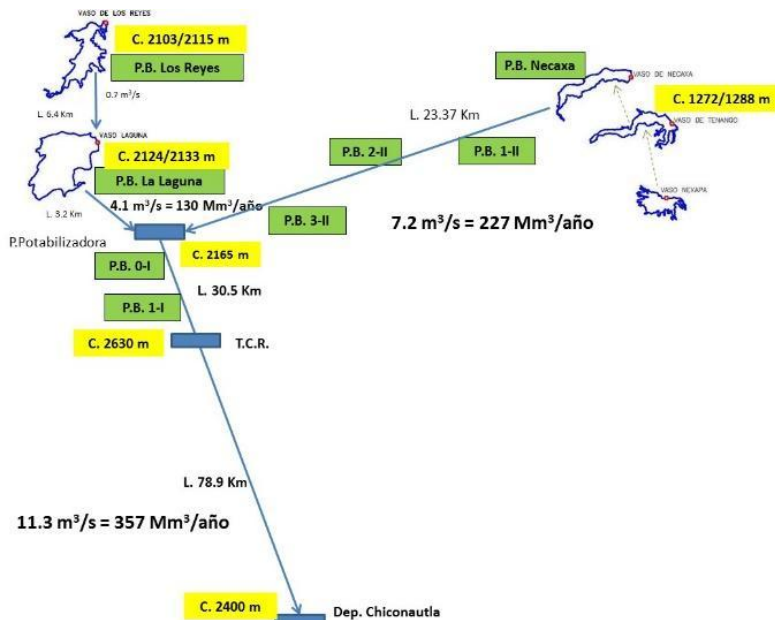 VASO DE LOS REYES
C. 2103/2115 m
P.B. Los Reyes
0.7 m³/s
L. 6.4 Km
VASO LAGUNA
C. 2124/2133 m
P.B. La Laguna
4.1 m³/s = 130 Mm³/año
L. 3.2 Km
P.Potabilizadora
C. 2165 m
P.B. Necaxa
VASO DE NECAXA
C. 1272/1288 m
VASO DE TENANGO
VASO NEXAPA
L. 23.37 Km
P.B. 1-II
P.B. 2-II
P.B. 3-II
7.2 m³/s = 227 Mm³/año
P.B. 0-I
L. 30.5 Km
P.B. 1-I
C. 2630 m
T.C.R.
L. 78.9 Km
11.3 m³/s = 357 Mm³/año
C. 2400 m
Dep. Chiconautla